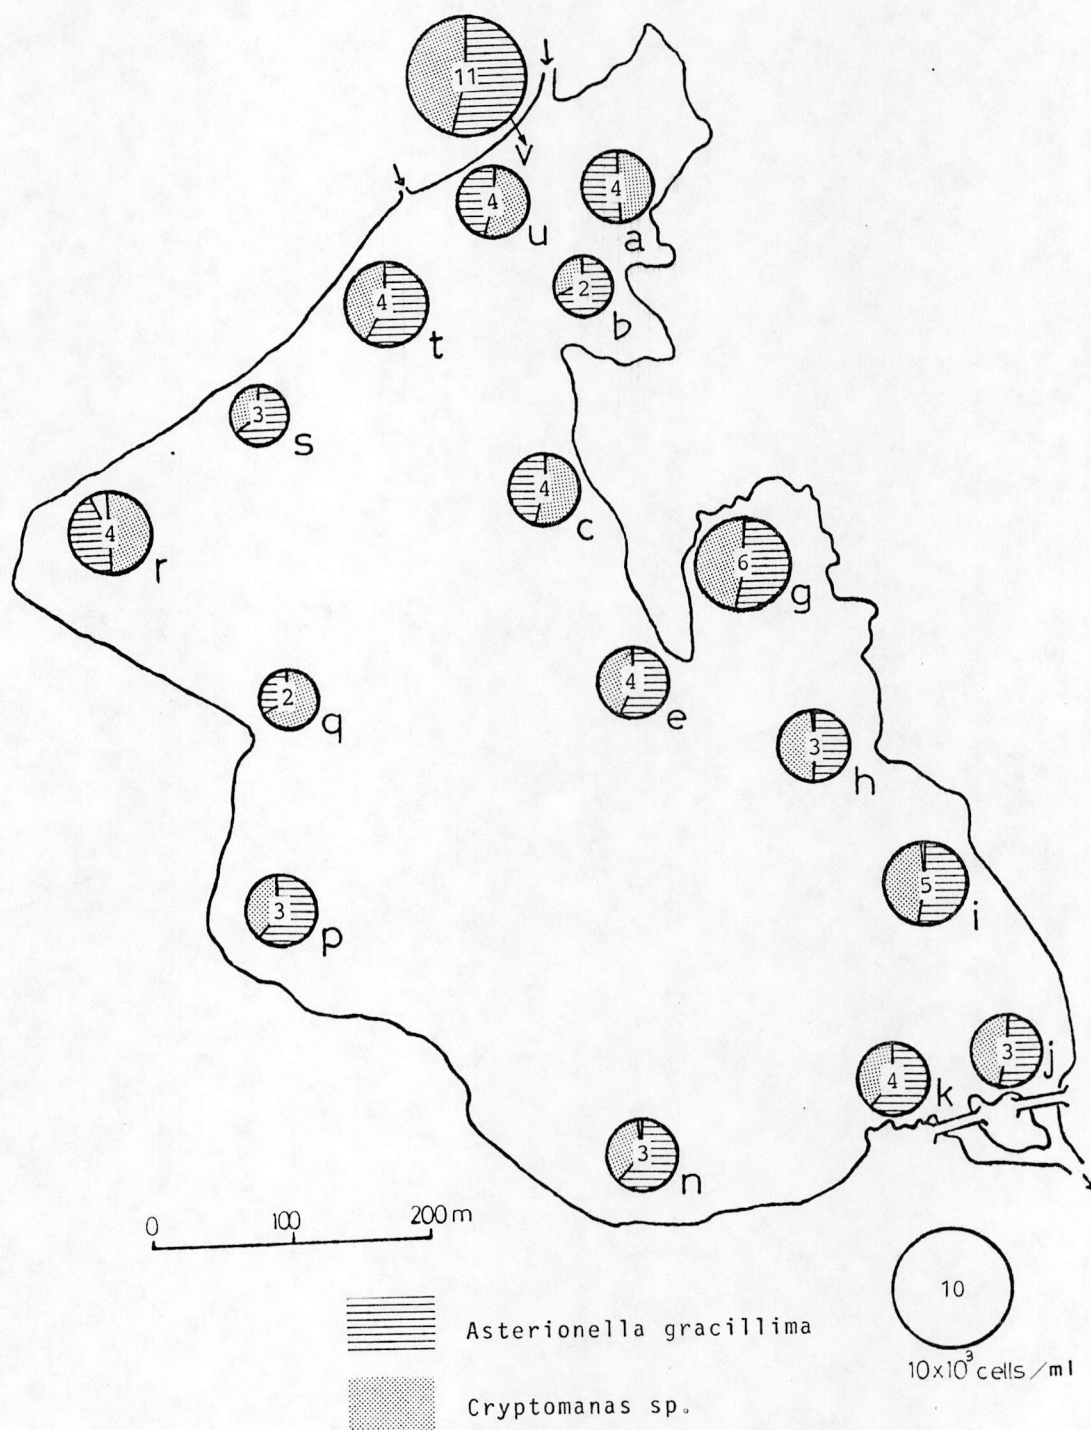 11
V
4
u
4
a
2
b
4
t
3
s
4
c
4
r
6
g
4
e
2
q
3
h
5
i
3
p
3
j
4
k
3
n
0 100 200 m
10
10x10³ cells/ml
Asterionella gracillima
Cryptomanas sp.